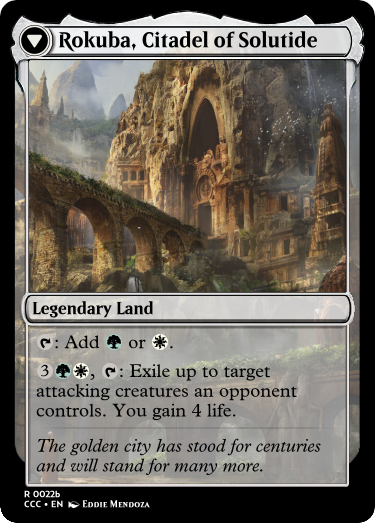 Rokuba, Citadel of Solutide
Legendary Land
: Add or .
3 , : Exile up to target
attacking creatures an opponent
controls. You gain 4 life.
The golden city has stood for centuries
and will stand for many more.
R 0022b
CCC • EN Eddie Mendoza